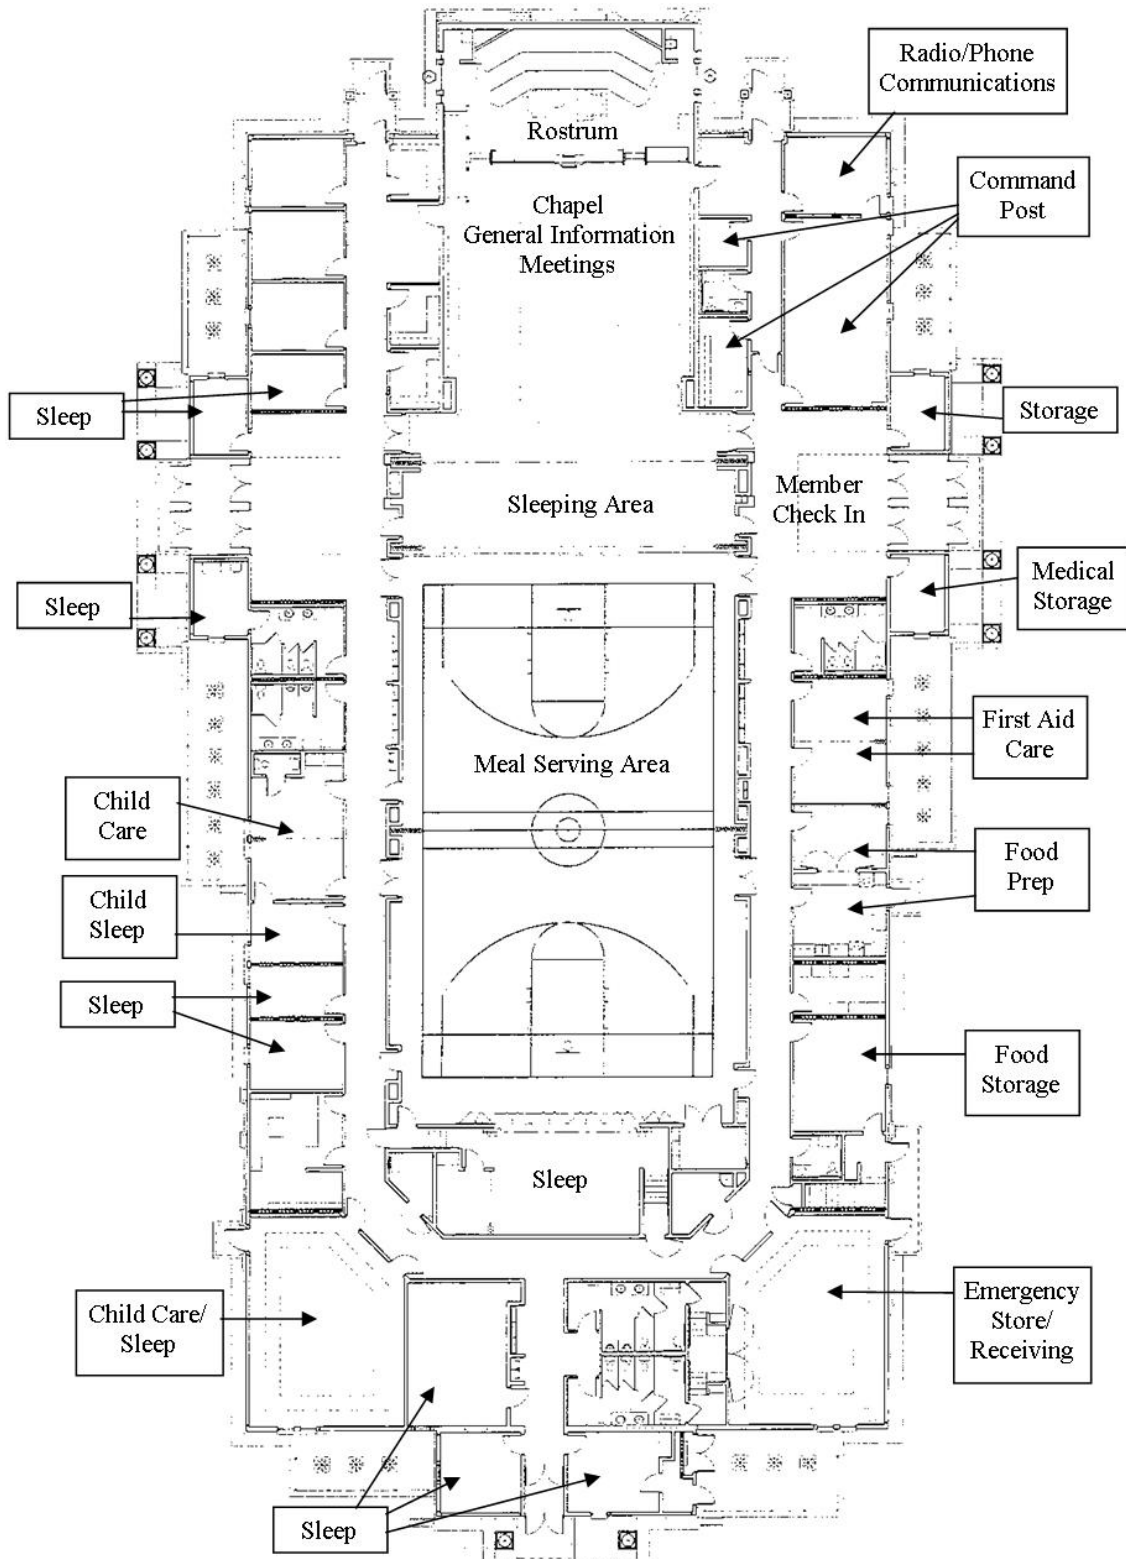 Radio/Phone
Communications
Rostrum
Command
Post
Chapel
General Information
Meetings
Sleep
Storage
Sleeping Area
Member
Check In
Sleep
Medical
Storage
First Aid
Care
Meal Serving Area
Child
Care
Food
Prep
Child
Sleep
Sleep
Food
Storage
Sleep
Child Care/
Sleep
Emergency
Store/
Receiving
Sleep